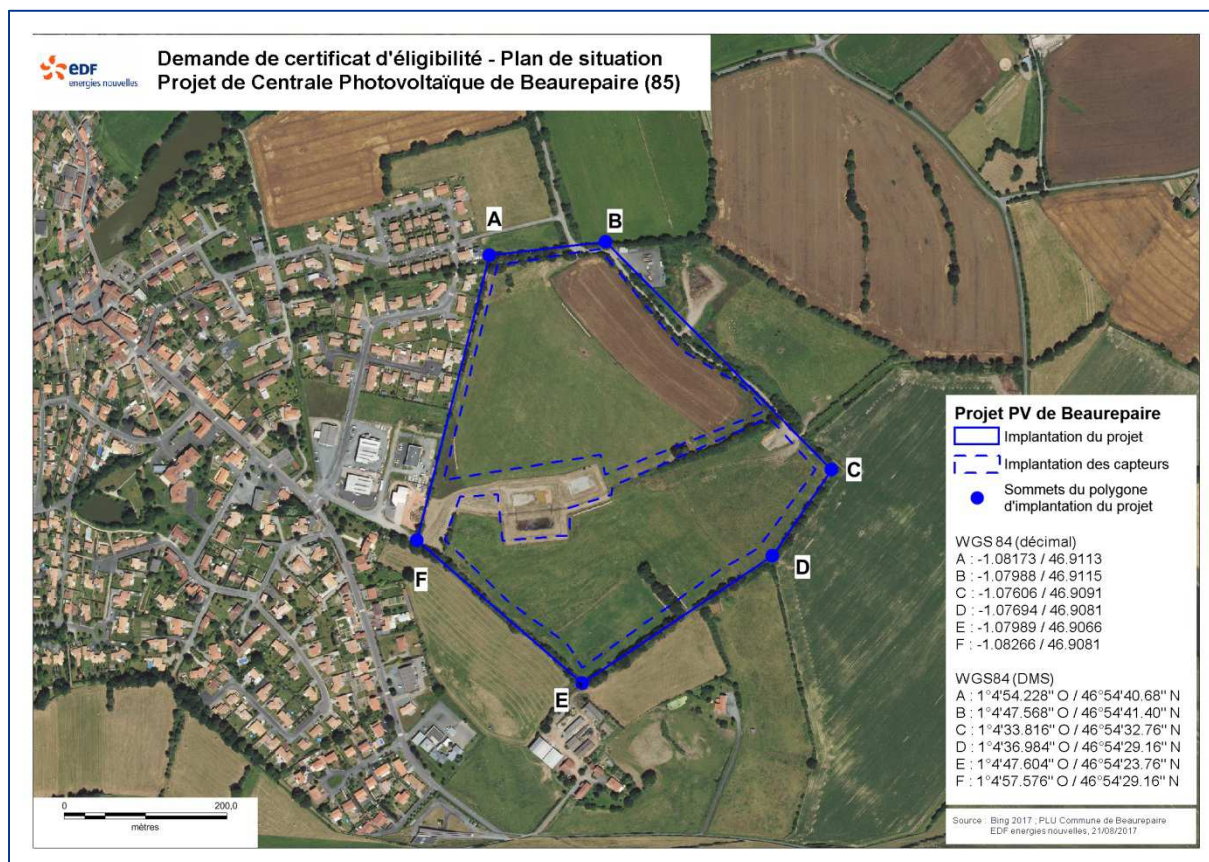 edf
energies nouvelles
Demande de certificat d'éligibilité - Plan de situation
Projet de Centrale Photovoltaïque de Beaurepaire (85)
A
B
C
D
E
F
Projet PV de Beaurepaire
Implantation du projet
Implantation des capteurs
Sommets du polygone
d'implantation du projet
WGS 84 (décimal)
A : -1.08173 / 46.9113
B : -1.07988 / 46.9115
C : -1.07606 / 46.9091
D : -1.07694 / 46.9081
E : -1.07989 / 46.9066
F : -1.08266 / 46.9081
WGS84 (DMS)
A : 1°4'54.228" O / 46°54'40.68" N
B : 1°4'47.568" O / 46°54'41.40" N
C : 1°4'33.816" O / 46°54'32.76" N
D : 1°4'36.984" O / 46°54'29.16" N
E : 1°4'47.604" O / 46°54'23.76" N
F : 1°4'57.576" O / 46°54'29.16" N
0 200,0
mètres
Source : Bing 2017 ; PLU Commune de Beaurepaire
EDF energies nouvelles, 21/08/2017